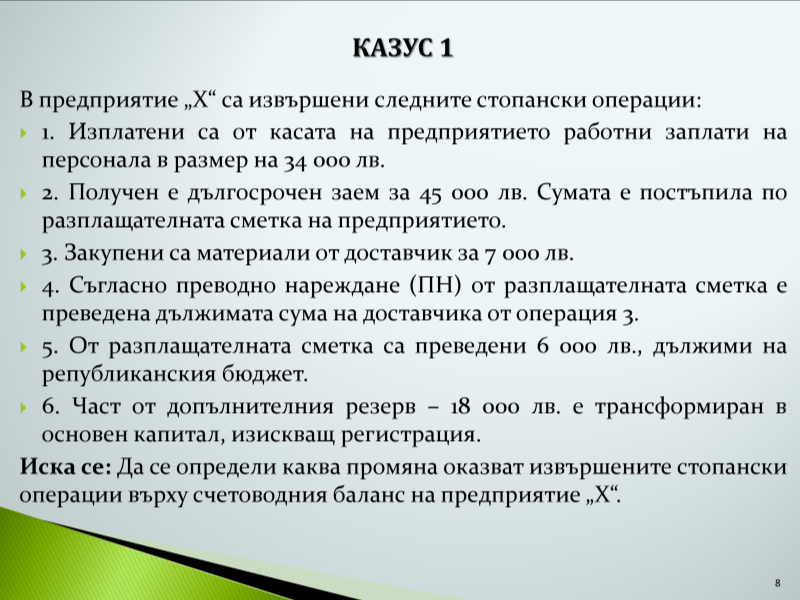 КАЗУС 1
В предприятие „Х“ са извършени следните стопански операции:
1. Изплатени са от касата на предприятието работни заплати на
персонала в размер на 34 000 лв.
2. Получен е дългосрочен заем за 45 000 лв. Сумата е постъпила по
разплащателната сметка на предприятието.
3. Закупени са материали от доставчик за 7 000 лв.
4. Съгласно преводно нареждане (ПН) от разплащателната сметка е
преведена дължимата сума на доставчика от операция 3.
5. От разплащателната сметка са преведени 6 000 лв., дължими на
републиканския бюджет.
6. Част от допълнителния резерв – 18 000 лв. е трансформиран в
основен капитал, изискващ регистрация.
Иска се: Да се определи каква промяна оказват извършените стопански
операции върху счетоводния баланс на предприятие „Х“.
8